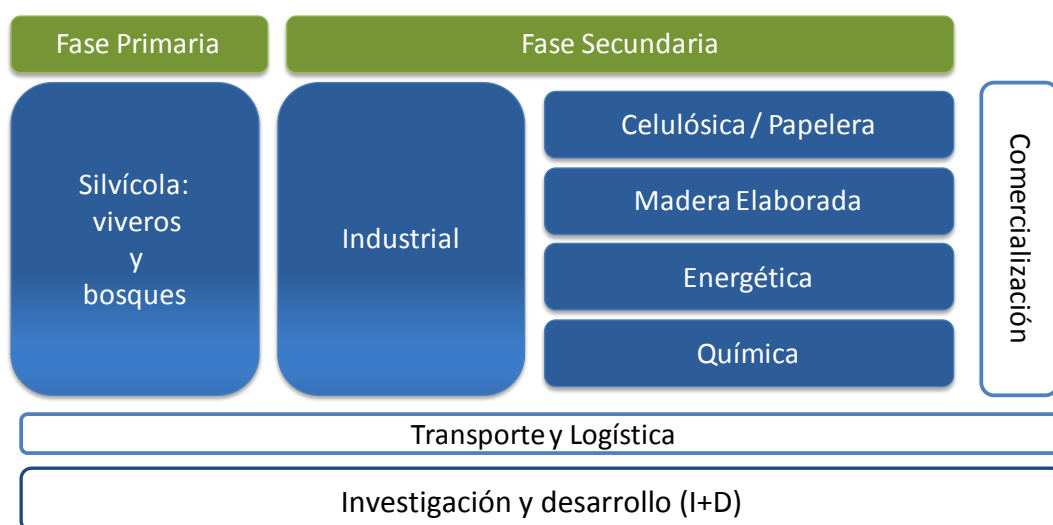 Fase Primaria
Fase Secundaria
Silvícola:
viveros
y
bosques
Industrial
Celulósica / Papelera
Madera Elaborada
Energética
Química
Comercialización
Transporte y Logística
Investigación y desarrollo (I+D)